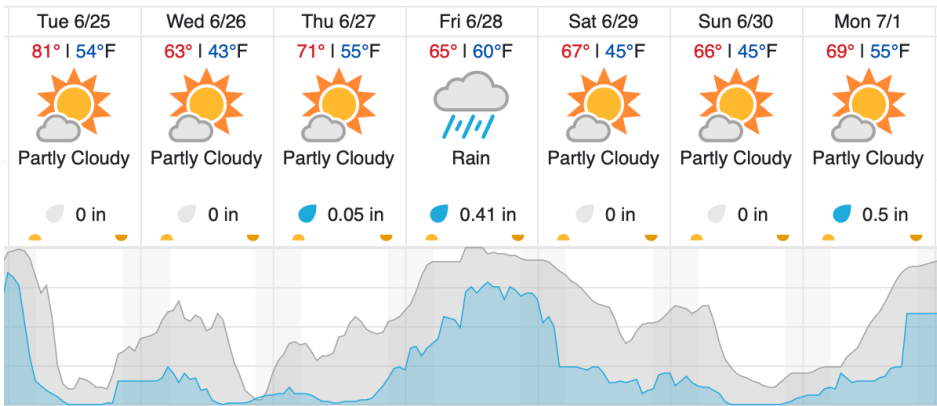 Tue 6/25 Wed 6/26 Thu 6/27 Fri 6/28 Sat 6/29 Sun 6/30 Mon 7/1
81° | 54°F 63° | 43°F 71° | 55°F 65° | 60°F 67° | 45°F 66° | 45°F 69° | 55°F
Partly Cloudy Partly Cloudy Partly Cloudy Rain Partly Cloudy Partly Cloudy Partly Cloudy
0 in 0 in 0.05 in 0.41 in 0 in 0 in 0.5 in